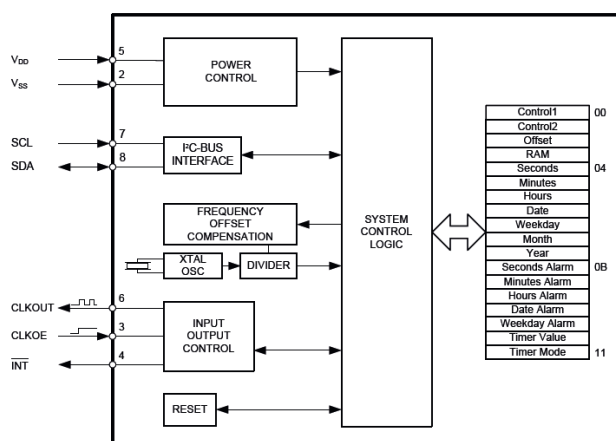 VDD
5
POWER
CONTROL
VSS
2
SCL
7
I²C-BUS
INTERFACE
SDA
8
FREQUENCY
OFFSET
COMPENSATION
XTAL
OSC
DIVIDER
CLKOUT
6
INPUT
OUTPUT
CONTROL
CLKOE
3
INT
4
RESET
SYSTEM
CONTROL
LOGIC
Control1 00
Control2
Offset
RAM
Seconds 04
Minutes
Hours
Date
Weekday
Month
Year
Seconds Alarm 0B
Minutes Alarm
Hours Alarm
Date Alarm
Weekday Alarm
Timer Value
Timer Mode 11